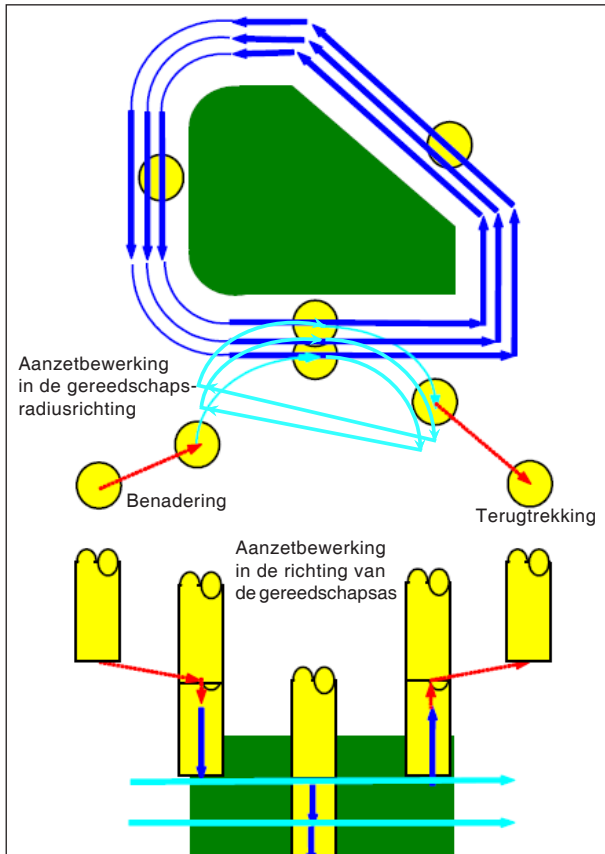 Aanzetbewerking
in de gereedschaps-
radiusrichting
Benadering
Terugtrekking
Aanzetbewerking
in de richting van
de gereedschapsas